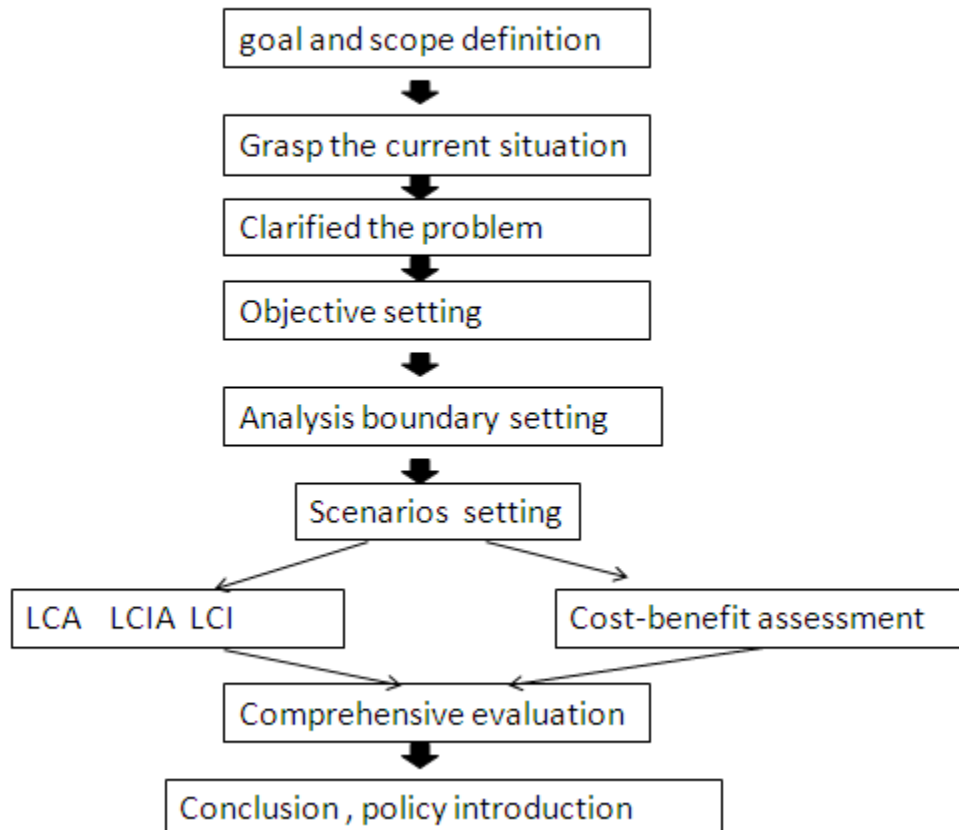 goal and scope definition
Grasp the current situation
Clarified the problem
Objective setting
Analysis boundary setting
Scenarios setting
LCA LCIA LCI
Cost-benefit assessment
Comprehensive evaluation
Conclusion , policy introduction